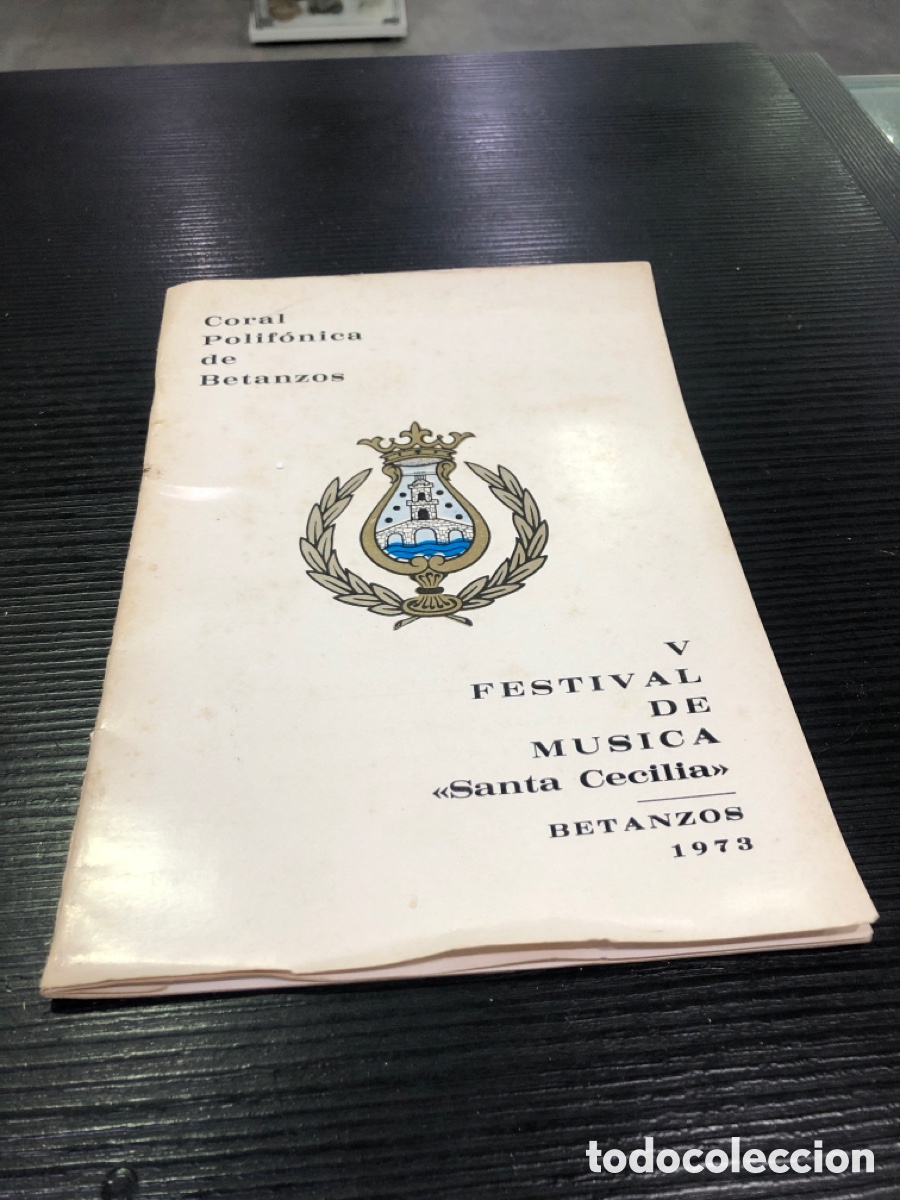 Coral
Polifónica
de
Betanzos
V
FESTIVAL
DE
MUSICA
«Santa Cecilia»
BETANZOS
1973
todocoleccion